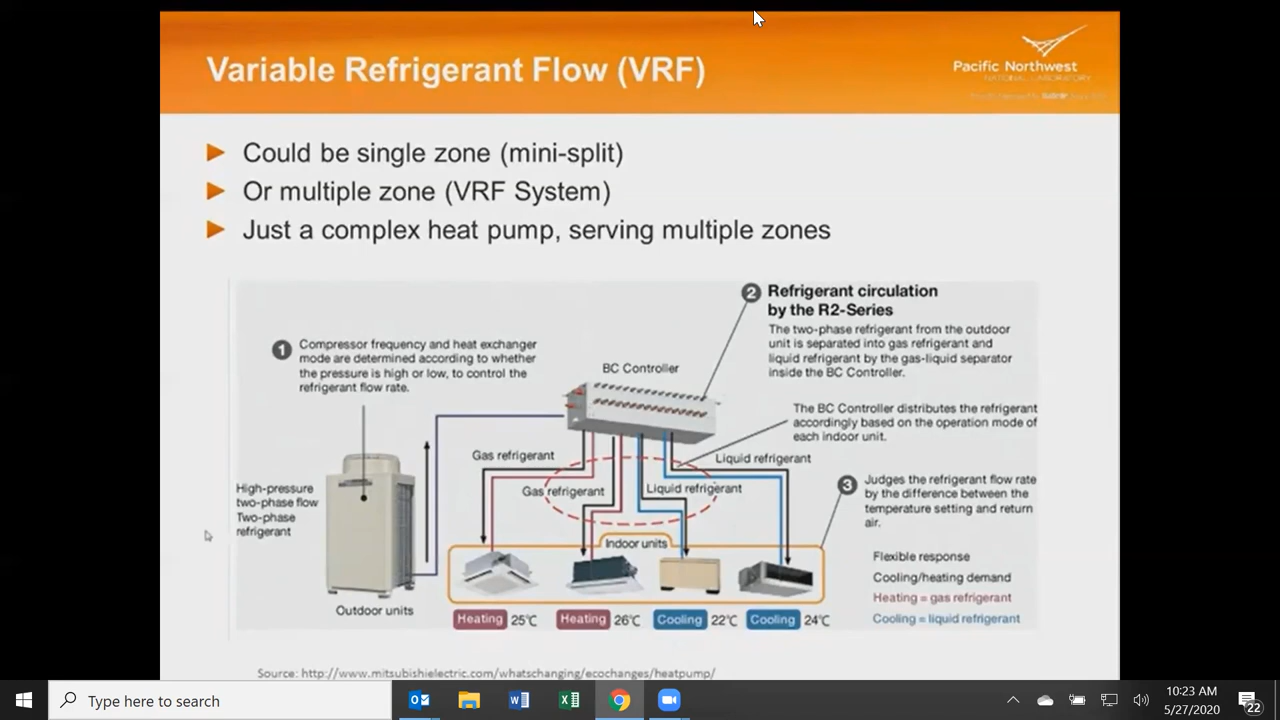 Variable Refrigerant Flow (VRF)
Pacific Northwest
NATIONAL LABORATORY
Could be single zone (mini-split)
Or multiple zone (VRF System)
Just a complex heat pump, serving multiple zones
1
Compressor frequency and heat exchanger
mode are determined according to whether
the pressure is high or low, to control the
refrigerant flow rate.
BC Controller
2
Refrigerant circulation
by the R2-Series
The two-phase refrigerant from the outdoor
unit is separated into gas refrigerant and
liquid refrigerant by the gas-liquid separator
inside the BC Controller.
The BC Controller distributes the refrigerant
accordingly based on the operation mode of
each indoor unit.
Gas refrigerant
Liquid refrigerant
Gas refrigerant
Liquid refrigerant
High-pressure
two-phase flow
Two-phase
refrigerant
3
Judges the refrigerant flow rate
by the difference between the
temperature setting and return
air.
Indoor units
Outdoor units
Heating 25℃
Heating 26℃
Cooling 22℃
Cooling 24℃
Flexible response
Cooling/heating demand
Heating = gas refrigerant
Cooling = liquid refrigerant
Source: http://www.mitsubishielectric.com/whatschanging/ecochanges/heatpump/
Type here to search
10:23 AM
5/27/2020
22